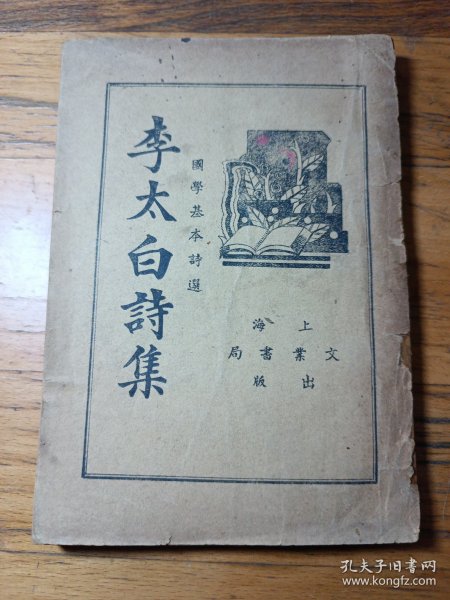 國學基本詩選
李太白詩集
上海
文業書局
出版
孔夫子旧书网
www.kongfz.com